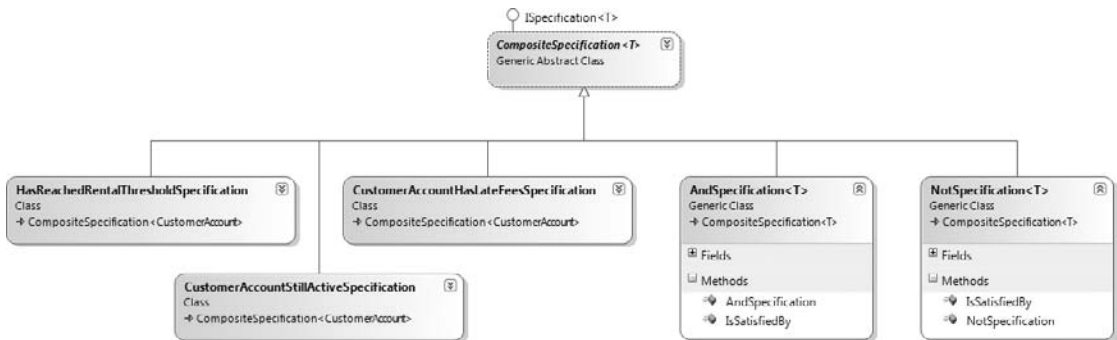 ISpecification<T>
CompositeSpecification<T>
Generic Abstract Class
HasReachedRentalThresholdSpecification
Class
CompositeSpecification<CustomerAccount>
CustomerAccountHasLateFeesSpecification
Class
CompositeSpecification<CustomerAccount>
AndSpecification<T>
Generic Class
CompositeSpecification<T>
Fields
Methods
AndSpecification
IsSatisfiedBy
NotSpecification<T>
Generic Class
CompositeSpecification<T>
Fields
Methods
IsSatisfiedBy
NotSpecification
CustomerAccountStillActiveSpecification
Class
CompositeSpecification<CustomerAccount>